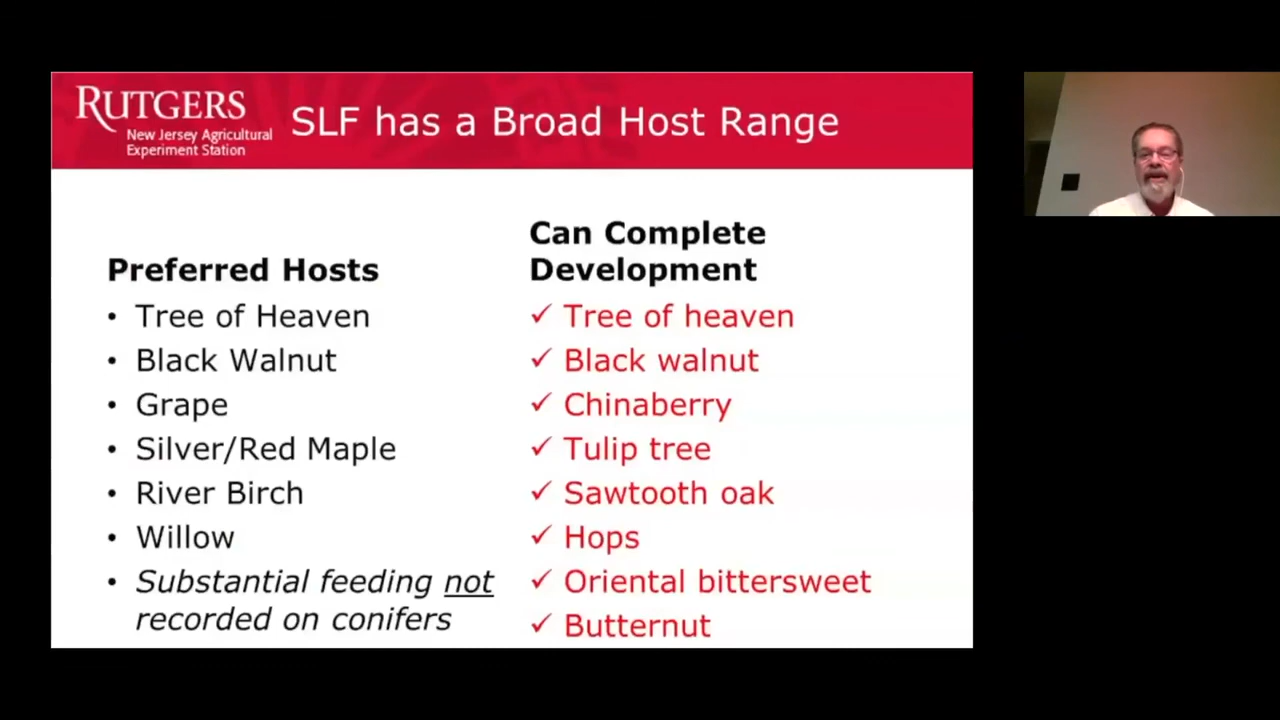 RUTGERS
New Jersey Agricultural
Experiment Station
SLF has a Broad Host Range
Preferred Hosts
• Tree of Heaven
• Black Walnut
• Grape
• Silver/Red Maple
• River Birch
• Willow
• Substantial feeding not
recorded on conifers
Can Complete
Development
✓ Tree of heaven
✓ Black walnut
✓ Chinaberry
✓ Tulip tree
✓ Sawtooth oak
✓ Hops
✓ Oriental bittersweet
✓ Butternut